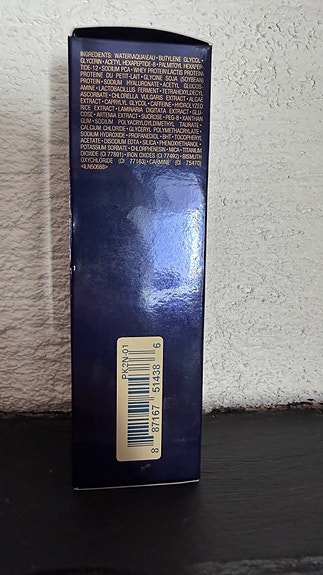 INGREDIENTS: WATER\AQUA\EAU • BUTYLENE GLYCOL •
GLYCERIN • ACETYL HEXAPEPTIDE-8 • PALMITOYL HEXAPEP-
TIDE-12 • SODIUM PCA • WHEY PROTEIN\LACTIS PROTEIN\
PROTÉINE DU PETIT-LAIT • GLYCINE SOJA (SOYBEAN)
PROTEIN • SODIUM HYALURONATE • ACETYL GLUCOS-
AMINE • LACTOBACILLUS FERMENT • TETRAHEXYLDECYL
ASCORBATE • CHLORELLA VULGARIS EXTRACT • ALGAE
EXTRACT • CAPRYLYL GLYCOL • CAFFEINE • HYDROLYZED
RICE EXTRACT • LAMINARIA DIGITATA EXTRACT • GLU-
COSE • ARTEMIA EXTRACT • SUCROSE • PEG-8 • XANTHAN
GUM • SODIUM POLYACRYLOYLDIMETHYL TAURATE •
CALCIUM CHLORIDE • GLYCERYL POLYMETHACRYLATE •
SODIUM HYDROXIDE • PROPANEDIOL • BHT • TOCOPHERYL
ACETATE • DISODIUM EDTA • SILICA • PHENOXYETHANOL •
POTASSIUM SORBATE • CHLORPHENESIN • MICA • TITANIUM
DIOXIDE (CI 77891) • IRON OXIDES (CI 77492) • BISMUTH
OXYCHLORIDE (CI 77163) • CARMINE (CI 75470)
PK2N-01
8 87167 51438 6